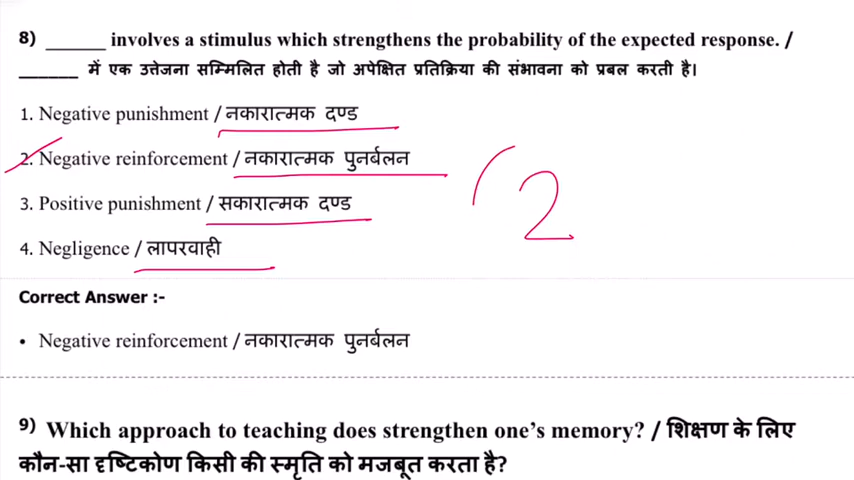 8) ______ involves a stimulus which strengthens the probability of the expected response. /
______ में एक उत्तेजना सम्मिलित होती है जो अपेक्षित प्रतिक्रिया की संभावना को प्रबल करती है।
1. Negative punishment / नकारात्मक दण्ड
2. Negative reinforcement / नकारात्मक पुनर्बलन
3. Positive punishment / सकारात्मक दण्ड
4. Negligence / लापरवाही
(2
Correct Answer :-
• Negative reinforcement / नकारात्मक पुनर्बलन
9) Which approach to teaching does strengthen one's memory? / शिक्षण के लिए
कौन-सा दृष्टिकोण किसी की स्मृति को मजबूत करता है?